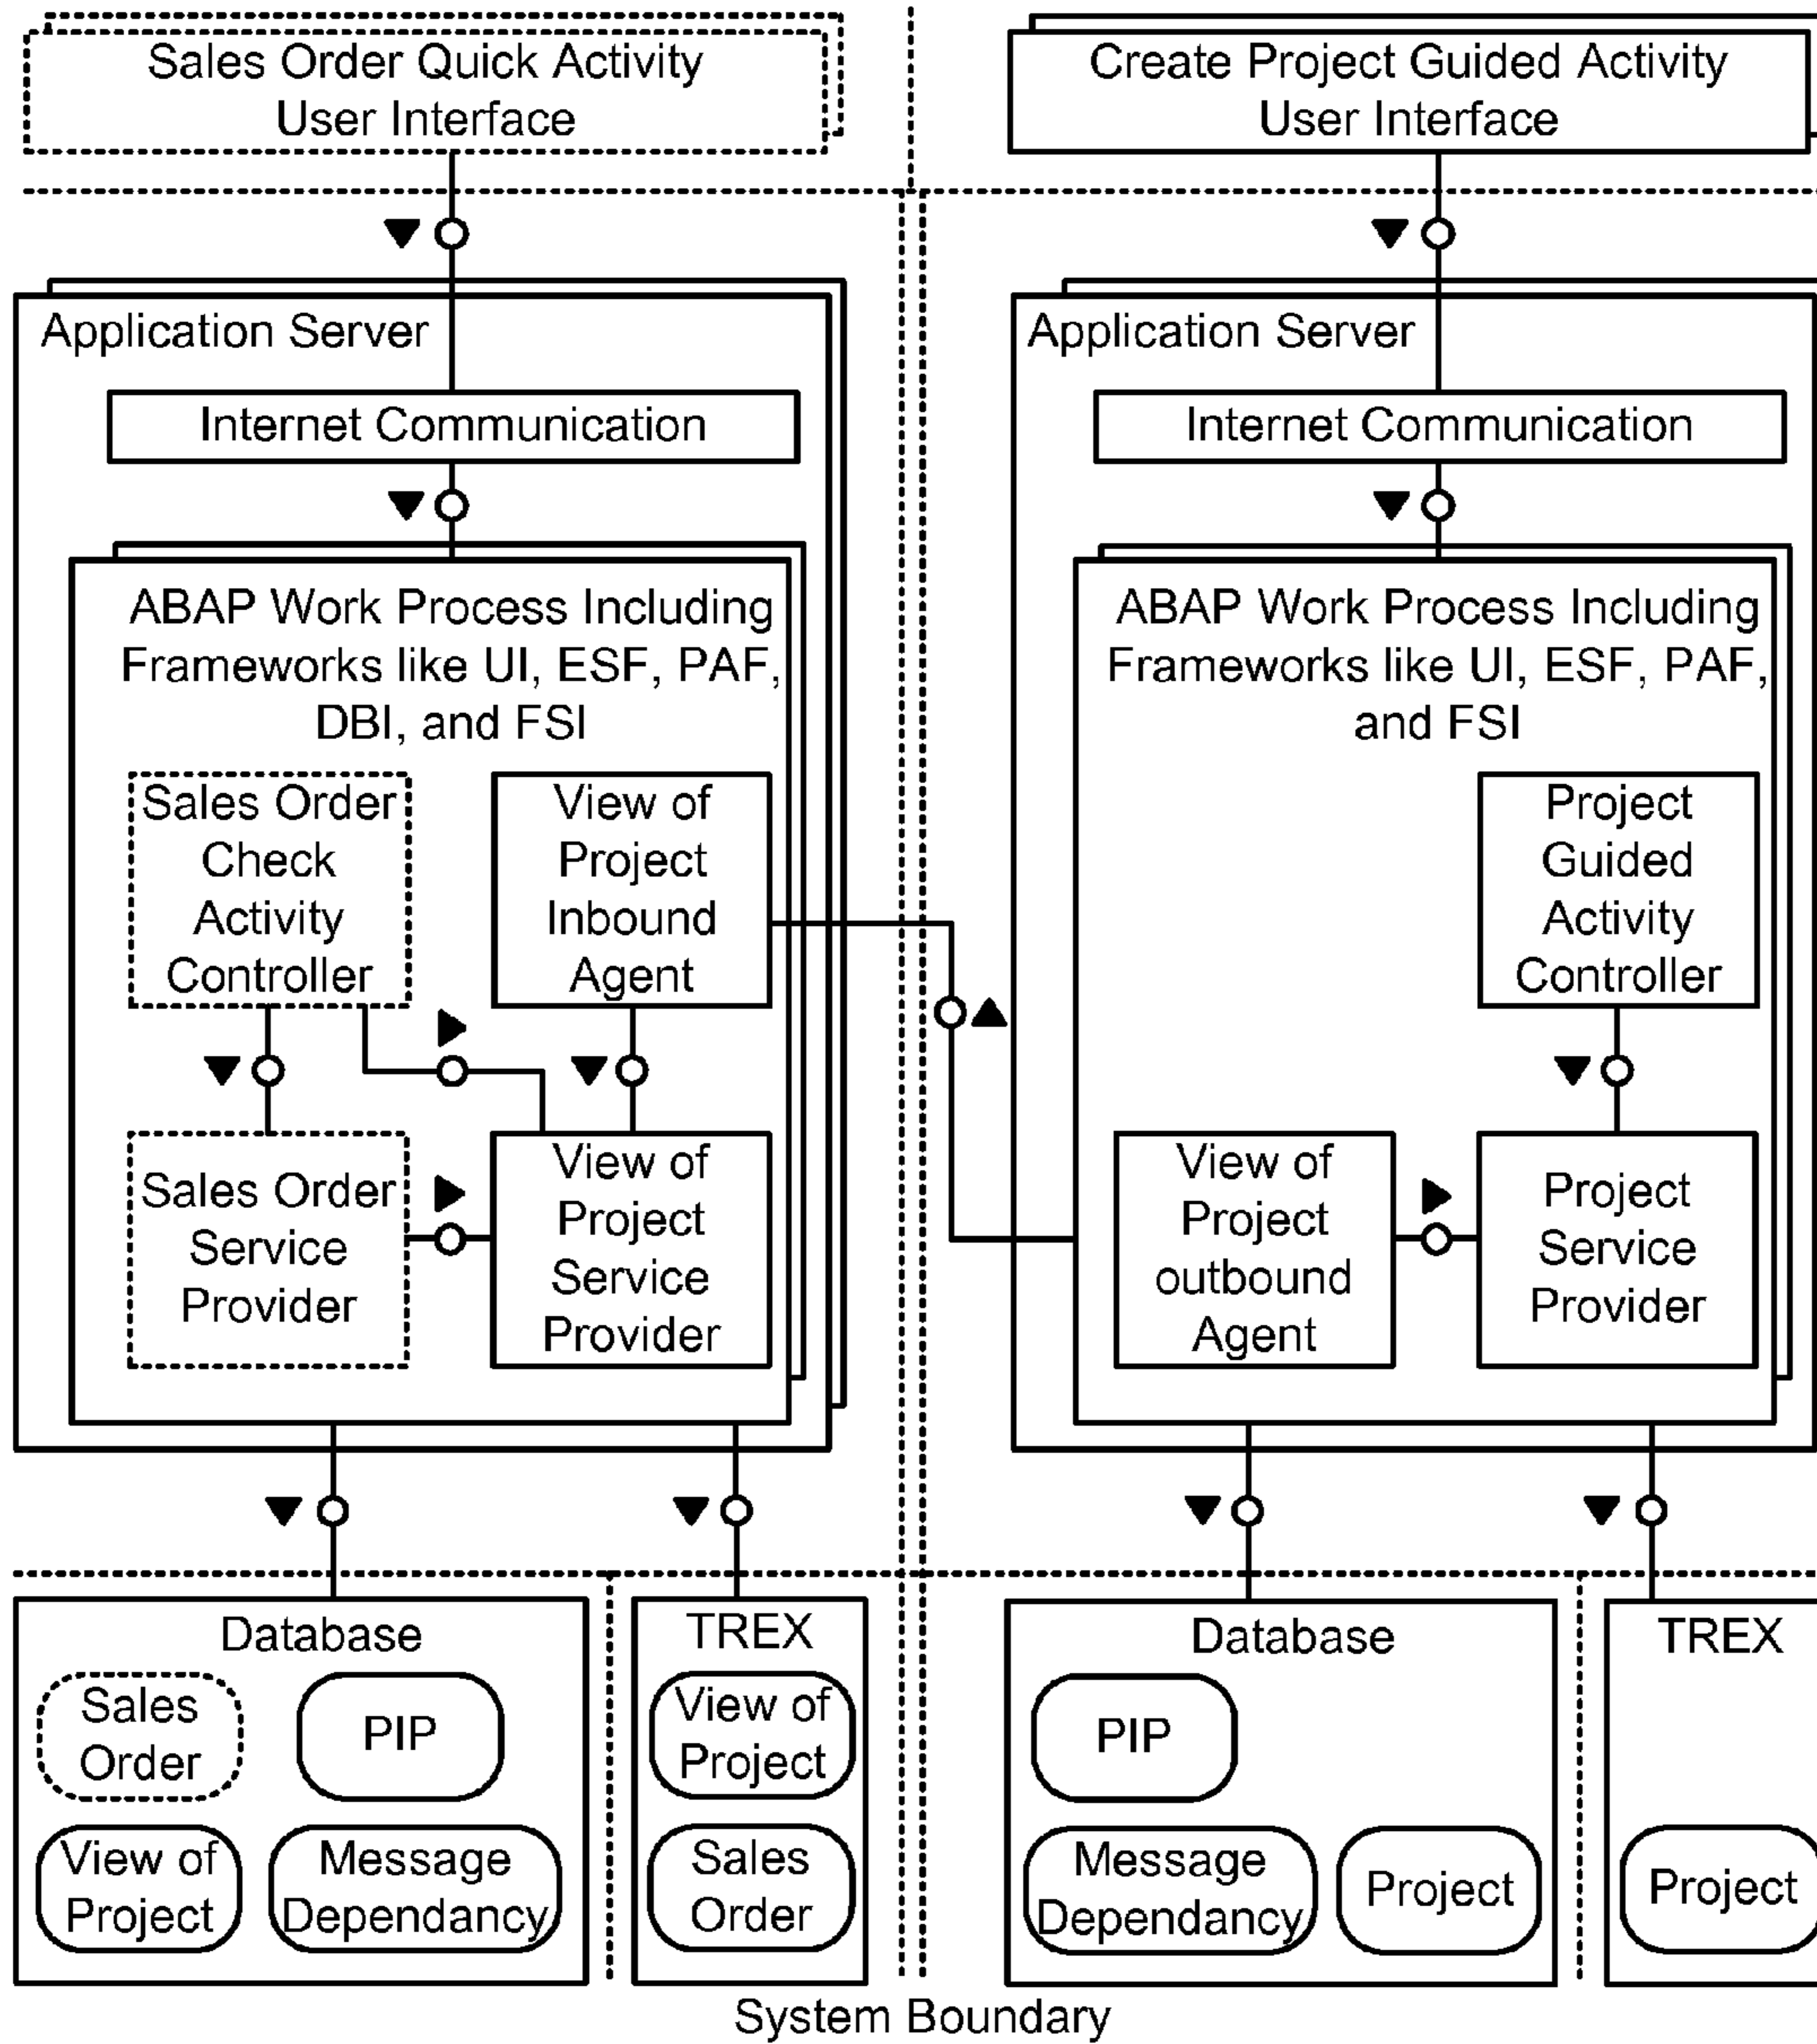 Sales Order Quick Activity
User Interface
Create Project Guided Activity
User Interface
Application Server
Internet Communication
ABAP Work Process Including
Frameworks like UI, ESF, PAF,
DBI, and FSI
Sales Order
Check
Activity
Controller
View of
Project
Inbound
Agent
Sales Order
Service
Provider
View of
Project
Service
Provider
Application Server
Internet Communication
ABAP Work Process Including
Frameworks like UI, ESF, PAF,
and FSI
Project
Guided
Activity
Controller
View of
Project
outbound
Agent
Project
Service
Provider
Database
Sales
Order
PIP
View of
Project
Message
Dependancy
TREX
View of
Project
Sales
Order
Database
PIP
Message
Dependancy
Project
TREX
Project
System Boundary